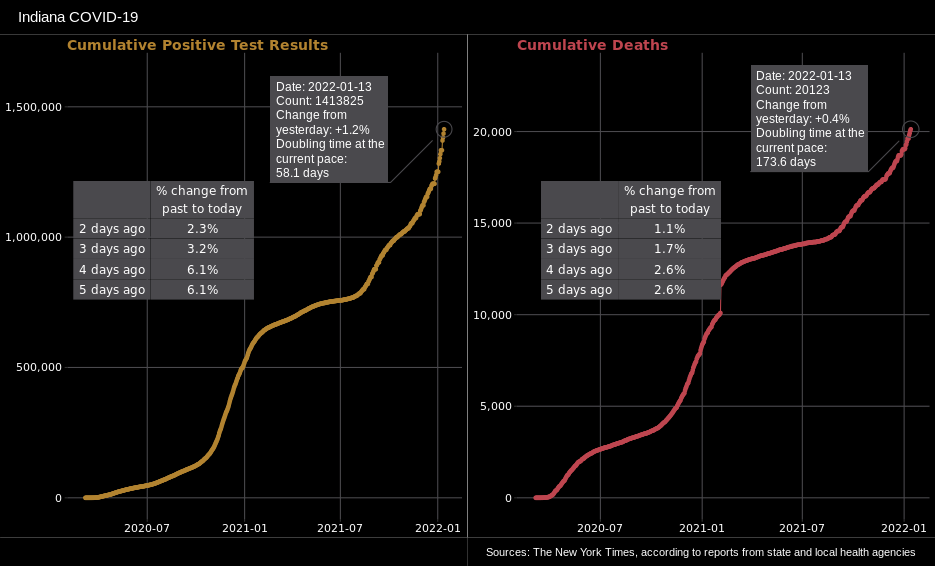 Indiana COVID-19
Cumulative Positive Test Results
Date: 2022-01-13
Count: 1413825
Change from
yesterday: +1.2%
Doubling time at the
current pace:
58.1 days
1,500,000
1,000,000
500,000
0
% change from
past to today
2 days ago 2.3%
3 days ago 3.2%
4 days ago 6.1%
5 days ago 6.1%
2020-07 2021-01 2021-07 2022-01
Cumulative Deaths
Date: 2022-01-13
Count: 20123
Change from
yesterday: +0.4%
Doubling time at the
current pace:
173.6 days
20,000
15,000
10,000
5,000
0
% change from
past to today
2 days ago 1.1%
3 days ago 1.7%
4 days ago 2.6%
5 days ago 2.6%
2020-07 2021-01 2021-07 2022-01
Sources: The New York Times, according to reports from state and local health agencies